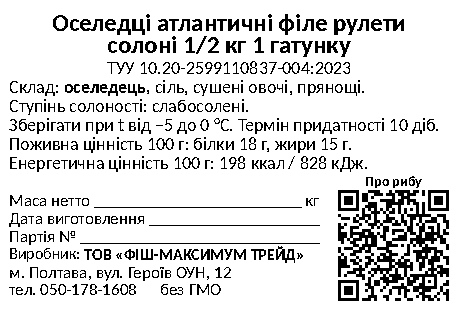 Оселедці атлантичні філе рулети
солоні 1/2 кг 1 гатунку
ТУУ 10.20-2599110837-004:2023
Склад: оселедець, сіль, сушені овочі, прянощі.
Ступінь солоності: слабосолені.
Зберігати при t від –5 до 0 °С. Термін придатності 10 діб.
Поживна цінність 100 г: білки 18 г, жири 15 г.
Енергетична цінність 100 г: 198 ккал / 828 кДж.
Про рибу
Маса нетто ______________________ кг
Дата виготовлення ___________________
Партія № ___________________________
Виробник: ТОВ «ФІШ-МАКСИМУМ ТРЕЙД»
м. Полтава, вул. Героїв ОУН, 12
тел. 050-178-1608 без ГМО